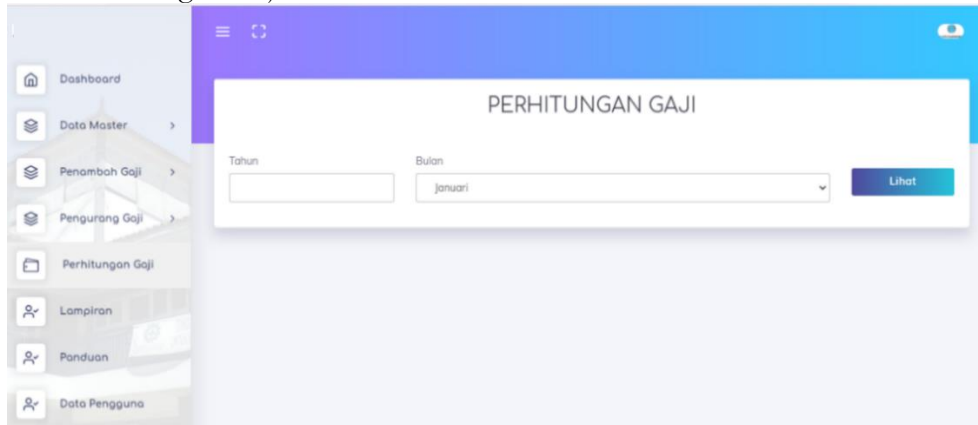 Dashboard
Data Master
Penambah Gaji
Pengurang Gaji
Perhitungan Gaji
Lampiran
Panduan
Data Pengguna
PERHITUNGAN GAJI
Tahun
Bulan
Januari
Lihat